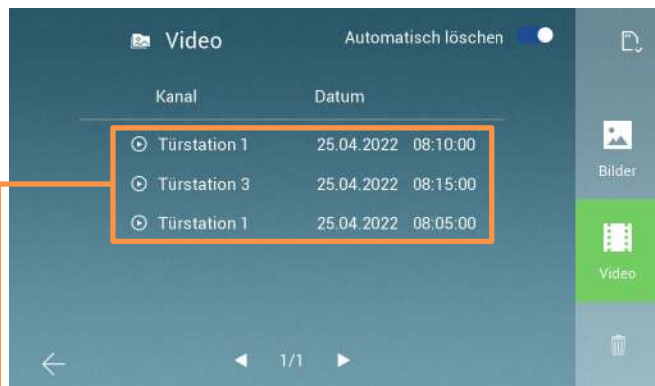 Video
Automatisch löschen
Kanal Datum
Türstation 1 25.04.2022 08:10:00
Türstation 3 25.04.2022 08:15:00
Türstation 1 25.04.2022 08:05:00
1/1
Bilder
Video